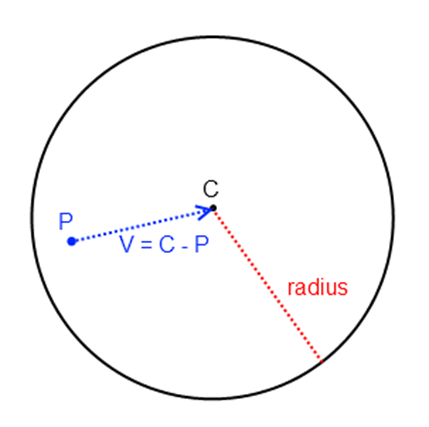 C
P
V = C - P
radius